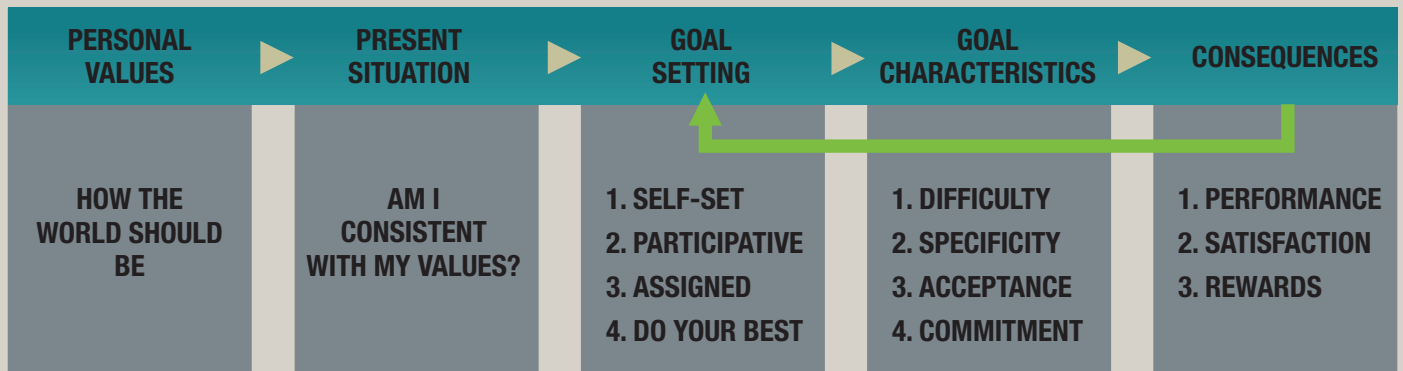 PERSONAL
VALUES
PRESENT
SITUATION
GOAL
SETTING
GOAL
CHARACTERISTICS
CONSEQUENCES
HOW THE
WORLD SHOULD
BE
AM I
CONSISTENT
WITH MY VALUES?
1. SELF-SET
2. PARTICIPATIVE
3. ASSIGNED
4. DO YOUR BEST
1. DIFFICULTY
2. SPECIFICITY
3. ACCEPTANCE
4. COMMITMENT
1. PERFORMANCE
2. SATISFACTION
3. REWARDS